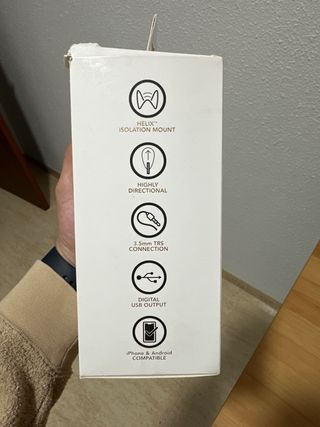 HELIX™
ISOLATION MOUNT
HIGHLY
DIRECTIONAL
3.5mm TRS
CONNECTION
DIGITAL
USB OUTPUT
iPhone & Android
COMPATIBLE